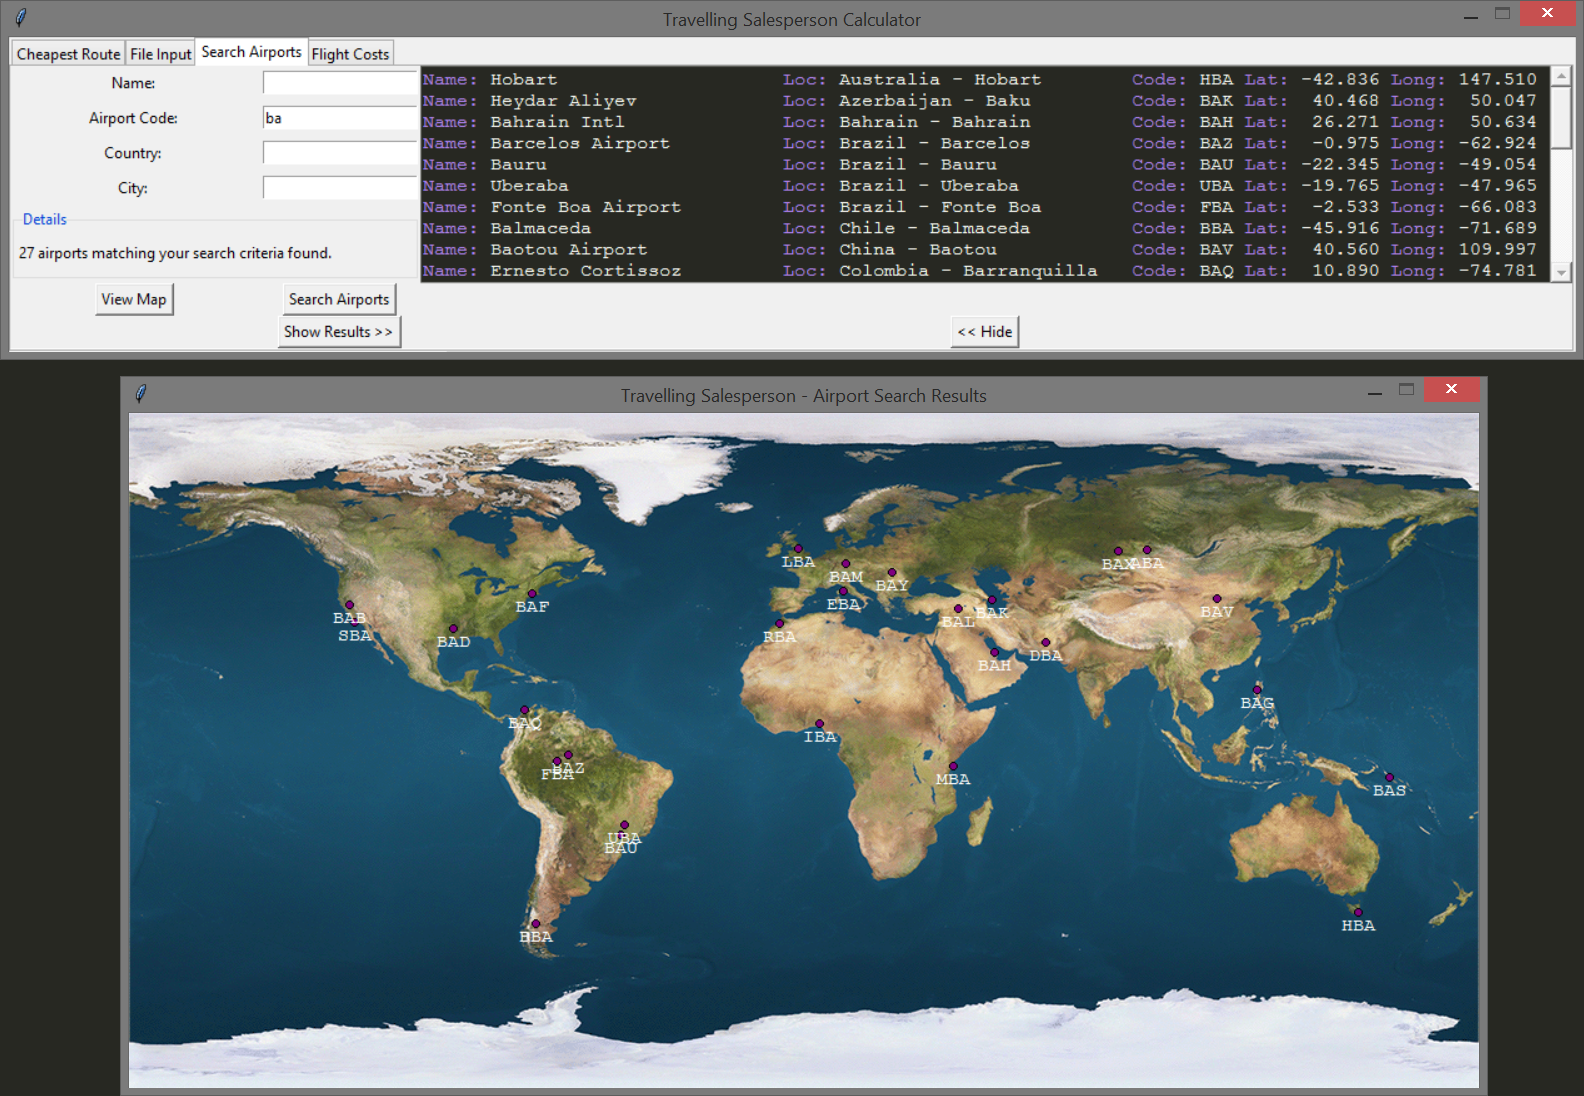 Travelling Salesperson Calculator
Cheapest Route File Input Search Airports Flight Costs
Name:
Airport Code: ba
Country:
City:
Details
27 airports matching your search criteria found.
View Map Search Airports
Show Results >>
Name: Hobart Loc: Australia - Hobart Code: HBA Lat: -42.836 Long: 147.510
Name: Heydar Aliyev Loc: Azerbaijan - Baku Code: BAK Lat: 40.468 Long: 50.047
Name: Bahrain Intl Loc: Bahrain - Bahrain Code: BAH Lat: 26.271 Long: 50.634
Name: Barcelos Airport Loc: Brazil - Barcelos Code: BAZ Lat: -0.975 Long: -62.924
Name: Bauru Loc: Brazil - Bauru Code: BAU Lat: -22.345 Long: -49.054
Name: Uberaba Loc: Brazil - Uberaba Code: UBA Lat: -19.765 Long: -47.965
Name: Fonte Boa Airport Loc: Brazil - Fonte Boa Code: FBA Lat: -2.533 Long: -66.083
Name: Balmaceda Loc: Chile - Balmaceda Code: BBA Lat: -45.916 Long: -71.689
Name: Baotou Airport Loc: China - Baotou Code: BAV Lat: 40.560 Long: 109.997
Name: Ernesto Cortissoz Loc: Colombia - Barranquilla Code: BAQ Lat: 10.890 Long: -74.781
<< Hide
Travelling Salesperson - Airport Search Results
LBA
BAX ABA
BAM
BAY
EBA
BAF
BAK
BAV
BAB
BAL
SBA
RBA
BAD
DBA
BAH
BAG
BAQ
IBA
BAZ
FBA
MBA
BAS
UBA
BAU
HBA
BBA